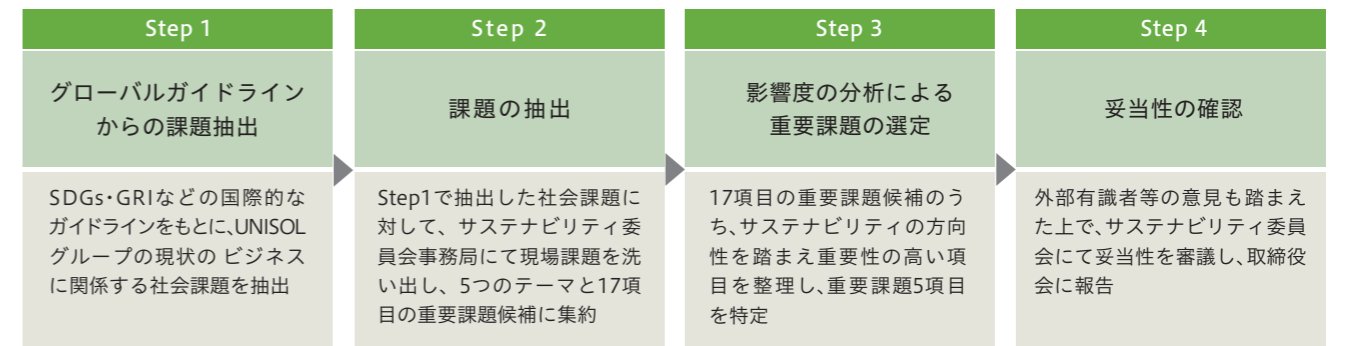 Step 1
グローバルガイドライン
からの課題抽出
SDGs・GRIなどの国際的な
ガイドラインをもとに、UNISOL
グループの現状の ビジネス
に関係する社会課題を抽出
Step 2
課題の抽出
Step1で抽出した社会課題に
対して、サステナビリティ委
員会事務局にて現場課題を洗
い出し、5つのテーマと17項
目の重要課題候補に集約
Step 3
影響度の分析による
重要課題の選定
17項目の重要課題候補のう
ち、サステナビリティの方向
性を踏まえ重要性の高い項
目を整理し、重要課題5項目
を特定
Step 4
妥当性の確認
外部有識者等の意見も踏まえ
た上で、サステナビリティ委員
会にて妥当性を審議し、取締役
会に報告